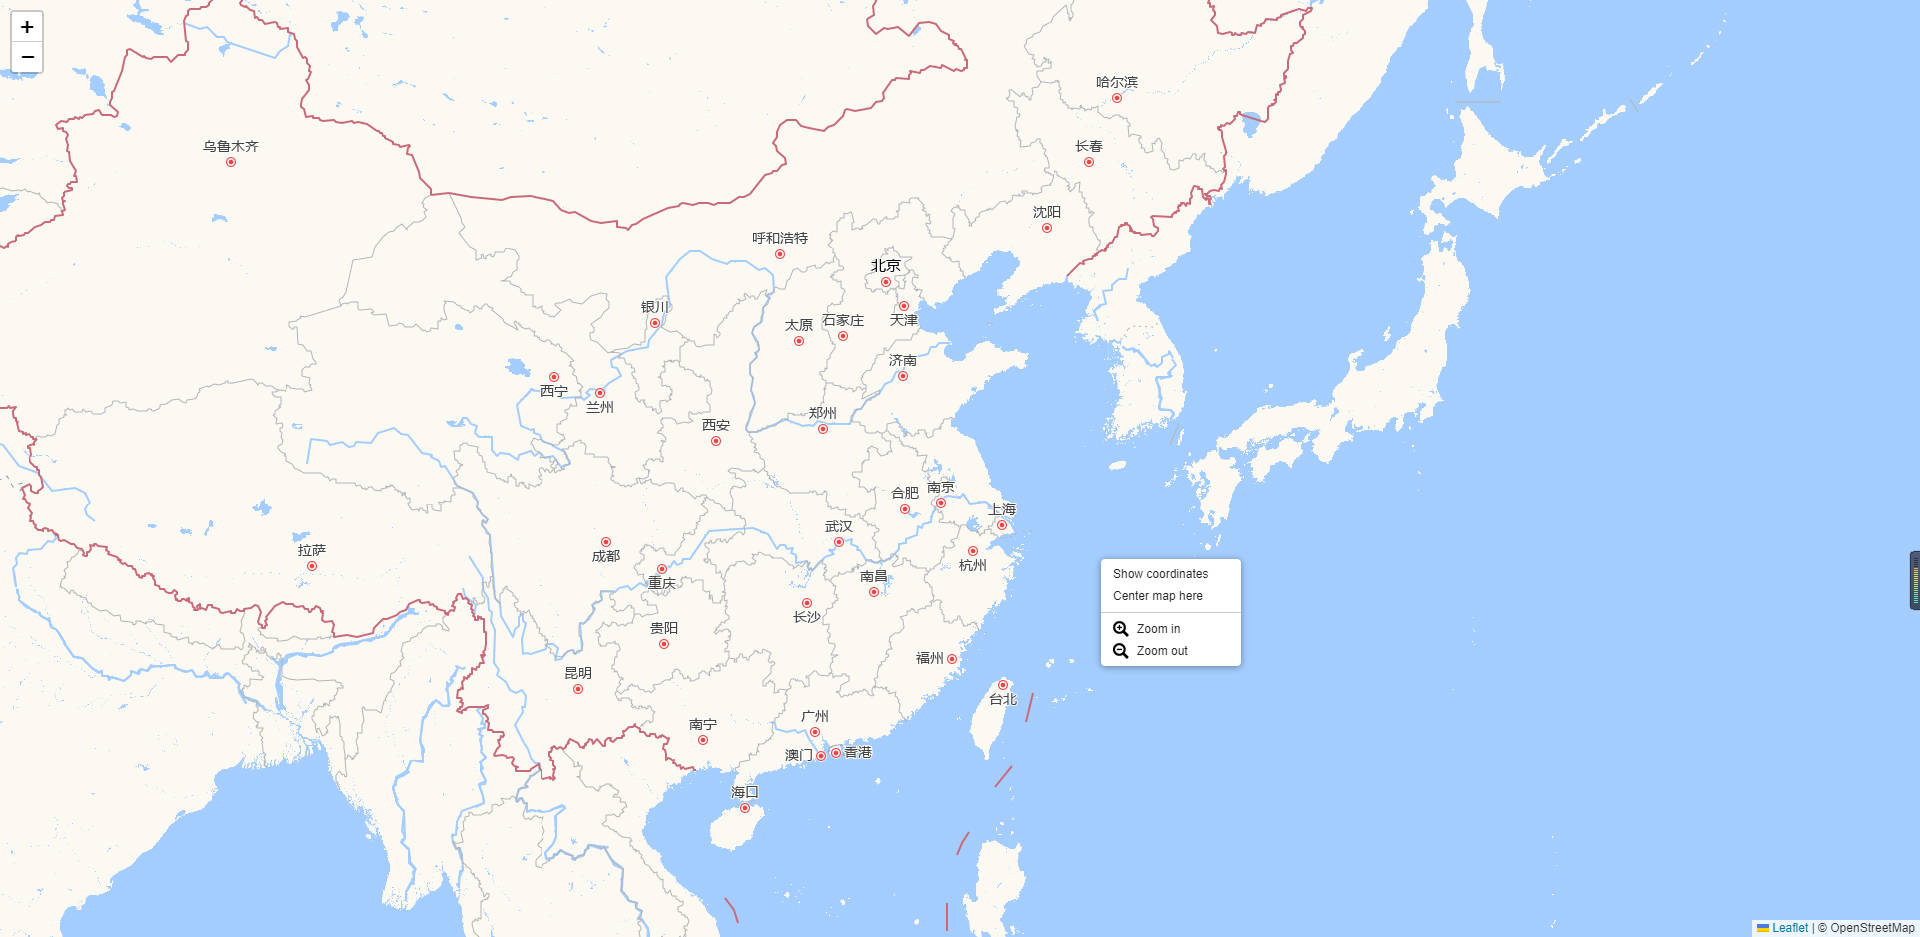 +
−
哈尔滨
乌鲁木齐
长春
沈阳
呼和浩特
北京
银川
天津
石家庄
太原
济南
西宁
兰州
郑州
西安
南京
合肥
上海
武汉
拉萨
成都
杭州
Show coordinates
南昌
重庆
Center map here
长沙
贵阳
Zoom in
Zoom out
福州
昆明
台北
广州
南宁
香港
澳门
海口
Leaflet | © OpenStreetMap